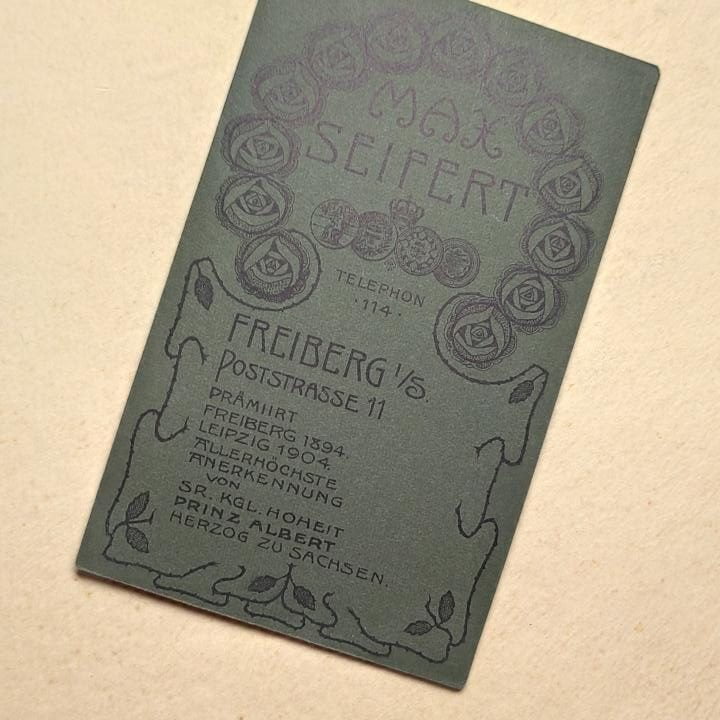 MAX
SEIFERT
TELEPHON
·114·
FREIBERG i/S.
POSTSTRASSE 11
PRÄMIIRT
FREIBERG 1894.
LEIPZIG 1904.
ALLERHÖCHSTE
ANERKENNUNG
VON
SR. KGL. HOHEIT
PRINZ ALBERT
HERZOG ZU SACHSEN.